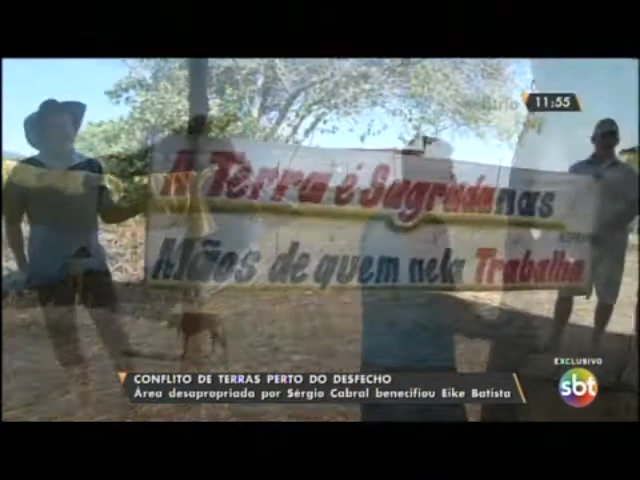 11:55
A Terra é Sagrada nas
Mãos de quem nela Trabalha
EXCLUSIVO
CONFLITO DE TERRAS PERTO DO DESFECHO
Área desapropriada por Sérgio Cabral benecifiou Eike Batista
sbt